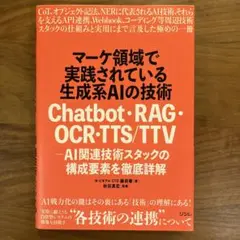 CoT、オブジェクト記法、NERに代表されるAI技術、それら
を支えるAPI連携、Webhook、コーディング等周辺技術
スタックの仕組みと実用にまで言及した極めの一冊
マーケ領域で
実践されている
生成系AIの技術
Chatbot・RAG・
OCR・TTS/TTV
―AI関連技術スタックの
構成要素を徹底詳解
AI戦力化の鍵はその裏にある「技術」の理解にある!
“各技術の連携”について